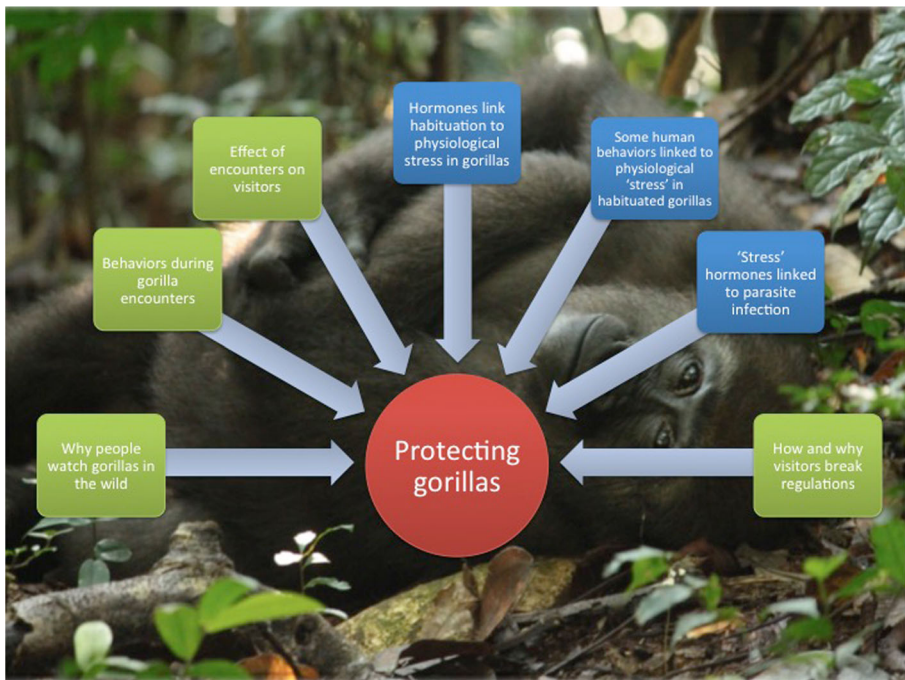 Hormones link
habituation to
physiological
stress in gorillas
Effect of
encounters on
visitors
Some human
behaviors linked to
physiological
‘stress’ in
habituated gorillas
Behaviors during
gorilla
encounters
‘Stress’
hormones linked
to parasite
infection
Why people
watch gorillas in
the wild
Protecting
gorillas
How and why
visitors break
regulations